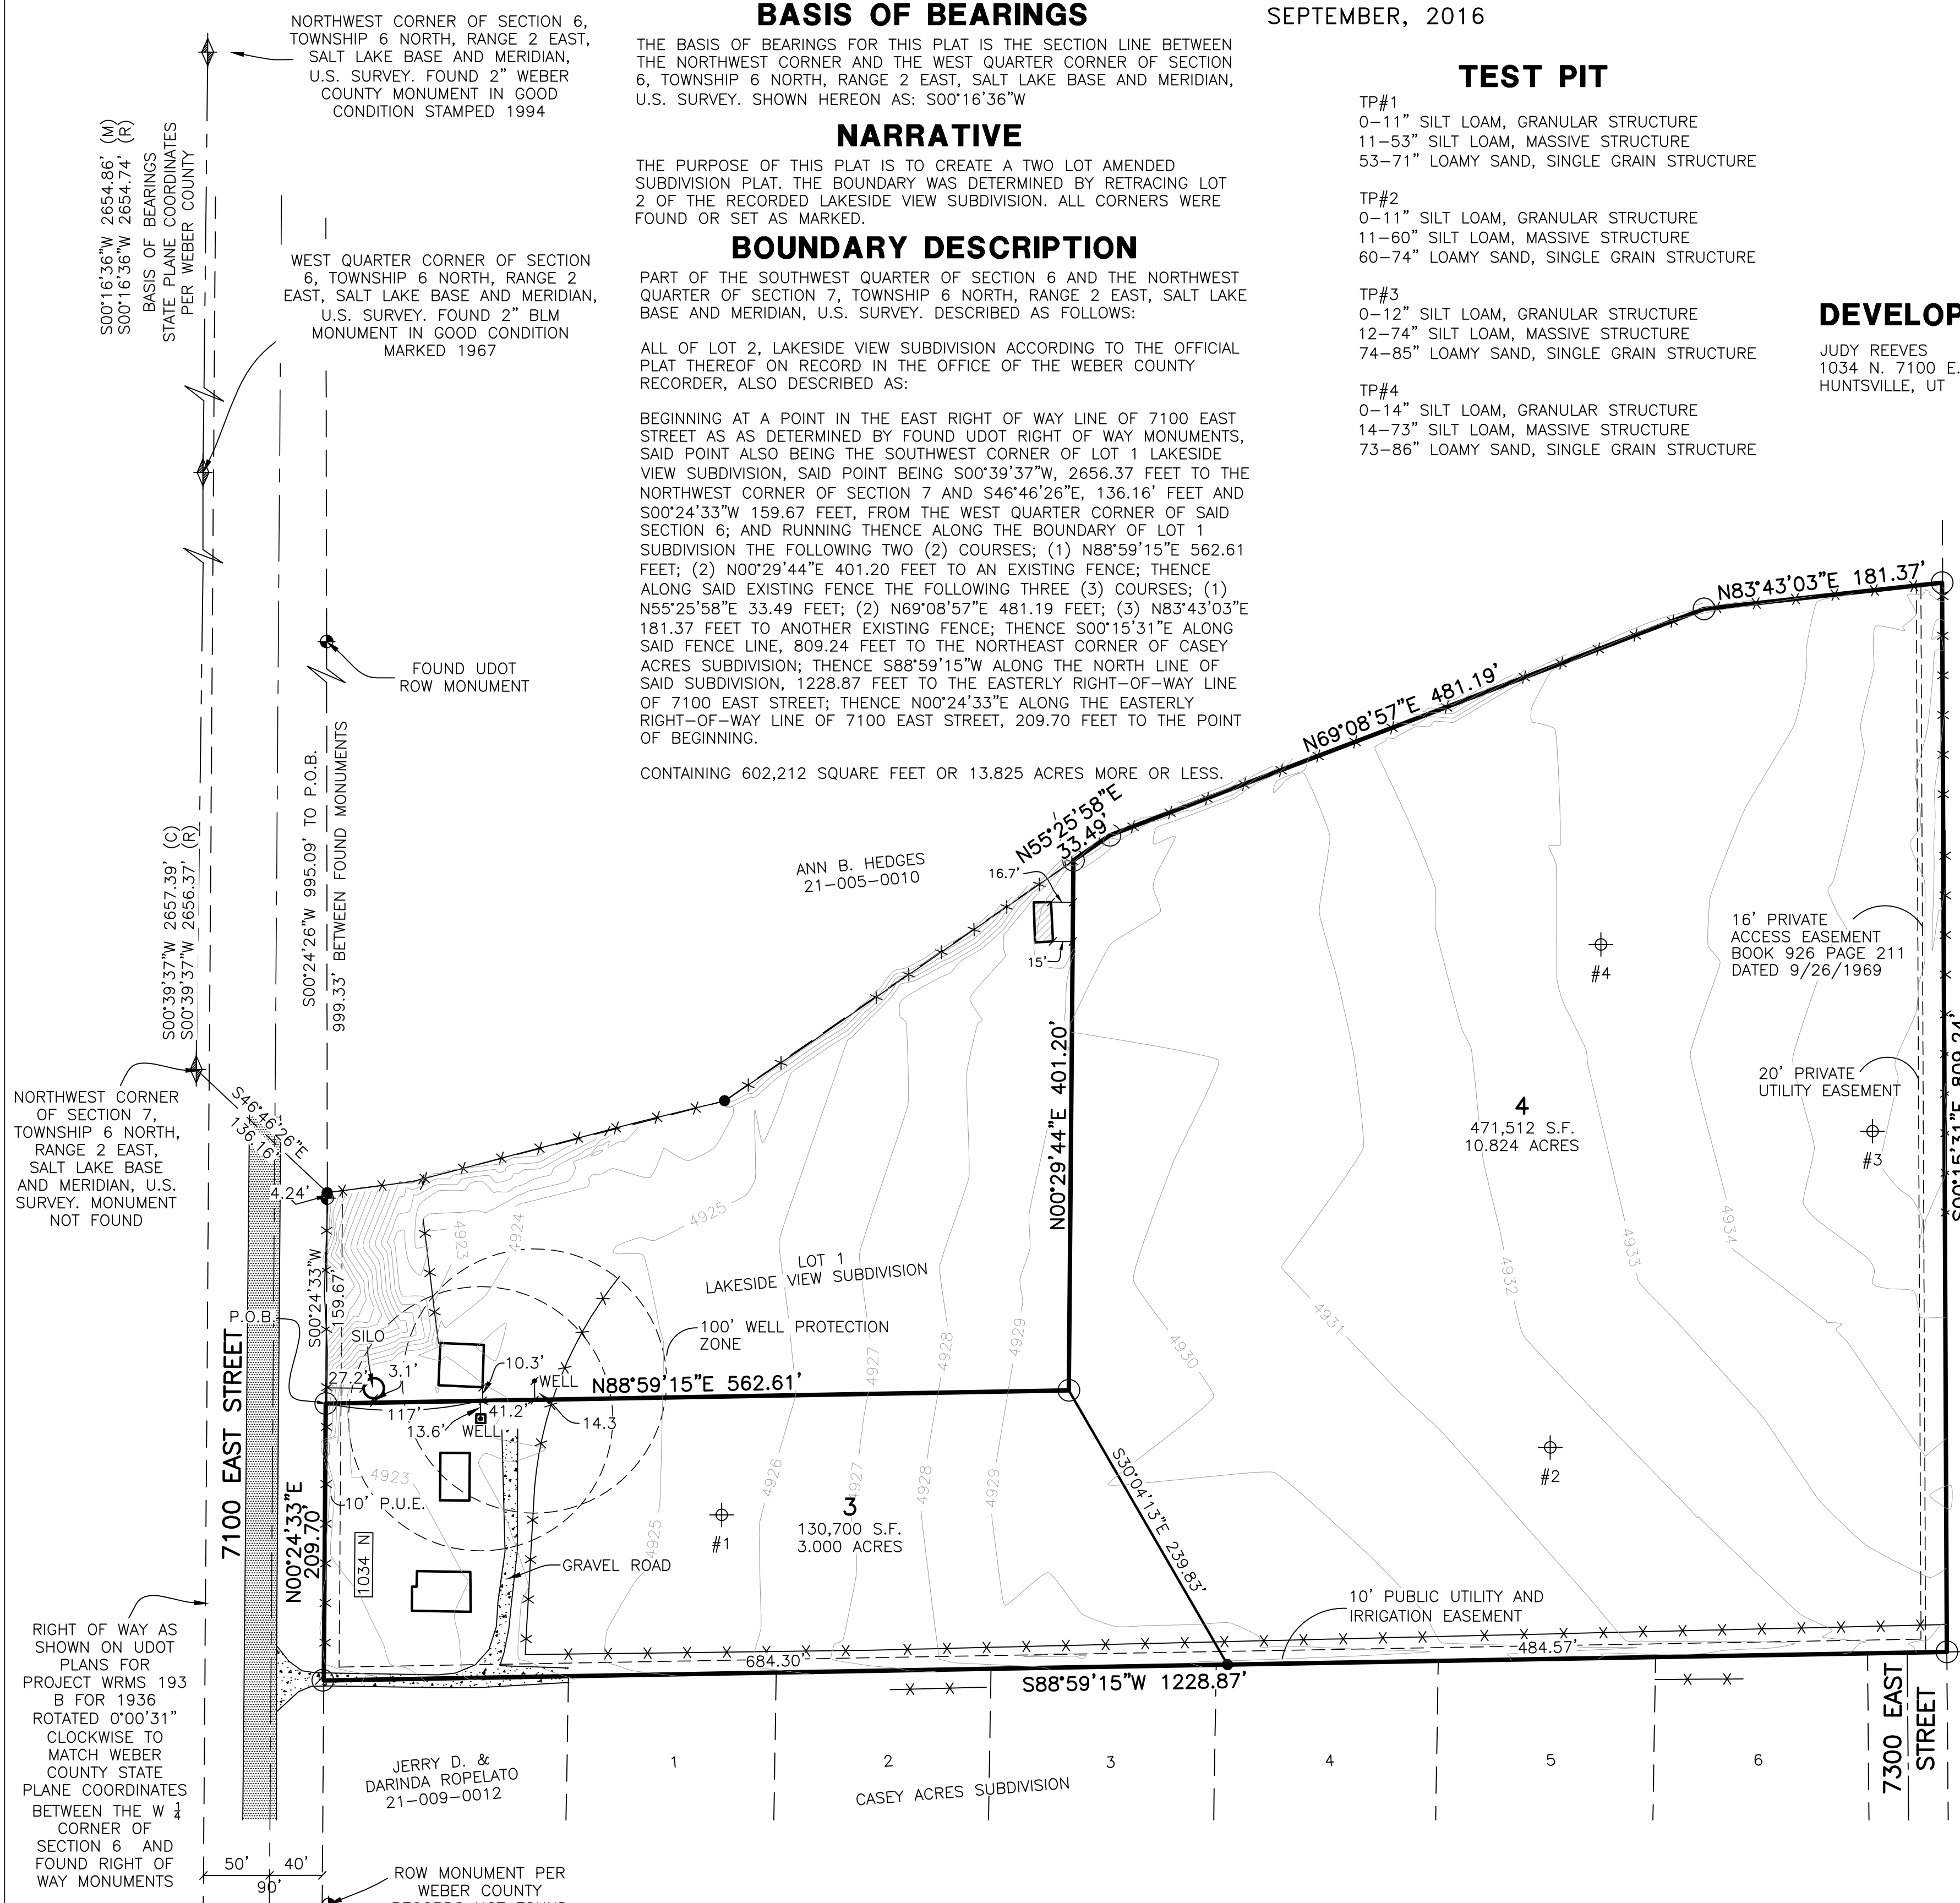 NORTHWEST CORNER OF SECTION 6,
TOWNSHIP 6 NORTH, RANGE 2 EAST,
SALT LAKE BASE AND MERIDIAN,
U.S. SURVEY. FOUND 2" WEBER
COUNTY MONUMENT IN GOOD
CONDITION STAMPED 1994
S00°16'36"W 2654.86' (M)
S00°16'36"W 2654.74' (R)
BASIS OF BEARINGS
STATE PLANE COORDINATES
PER WEBER COUNTY
WEST QUARTER CORNER OF SECTION
6, TOWNSHIP 6 NORTH, RANGE 2
EAST, SALT LAKE BASE AND MERIDIAN,
U.S. SURVEY. FOUND 2" BLM
MONUMENT IN GOOD CONDITION
MARKED 1967
FOUND UDOT
ROW MONUMENT
BASIS OF BEARINGS
THE BASIS OF BEARINGS FOR THIS PLAT IS THE SECTION LINE BETWEEN
THE NORTHWEST CORNER AND THE WEST QUARTER CORNER OF SECTION
6, TOWNSHIP 6 NORTH, RANGE 2 EAST, SALT LAKE BASE AND MERIDIAN,
U.S. SURVEY. SHOWN HEREON AS: S00°16'36"W
NARRATIVE
THE PURPOSE OF THIS PLAT IS TO CREATE A TWO LOT AMENDED
SUBDIVISION PLAT. THE BOUNDARY WAS DETERMINED BY RETRACING LOT
2 OF THE RECORDED LAKESIDE VIEW SUBDIVISION. ALL CORNERS WERE
FOUND OR SET AS MARKED.
BOUNDARY DESCRIPTION
PART OF THE SOUTHWEST QUARTER OF SECTION 6 AND THE NORTHWEST
QUARTER OF SECTION 7, TOWNSHIP 6 NORTH, RANGE 2 EAST, SALT LAKE
BASE AND MERIDIAN, U.S. SURVEY. DESCRIBED AS FOLLOWS:
ALL OF LOT 2, LAKESIDE VIEW SUBDIVISION ACCORDING TO THE OFFICIAL
PLAT THEREOF ON RECORD IN THE OFFICE OF THE WEBER COUNTY
RECORDER, ALSO DESCRIBED AS:
BEGINNING AT A POINT IN THE EAST RIGHT OF WAY LINE OF 7100 EAST
STREET AS AS DETERMINED BY FOUND UDOT RIGHT OF WAY MONUMENTS,
SAID POINT ALSO BEING THE SOUTHWEST CORNER OF LOT 1 LAKESIDE
VIEW SUBDIVISION, SAID POINT BEING S00°39'37"W, 2656.37 FEET TO THE
NORTHWEST CORNER OF SECTION 7 AND S46°46'26"E, 136.16' FEET AND
S00°24'33"W 159.67 FEET, FROM THE WEST QUARTER CORNER OF SAID
SECTION 6; AND RUNNING THENCE ALONG THE BOUNDARY OF LOT 1
SUBDIVISION THE FOLLOWING TWO (2) COURSES; (1) N88°59'15"E 562.61
FEET; (2) N00°29'44"E 401.20 FEET TO AN EXISTING FENCE; THENCE
ALONG SAID EXISTING FENCE THE FOLLOWING THREE (3) COURSES; (1)
N55°25'58"E 33.49 FEET; (2) N69°08'57"E 481.19 FEET; (3) N83°43'03"E
181.37 FEET TO ANOTHER EXISTING FENCE; THENCE S00°15'31"E ALONG
SAID FENCE LINE, 809.24 FEET TO THE NORTHEAST CORNER OF CASEY
ACRES SUBDIVISION; THENCE S88°59'15"W ALONG THE NORTH LINE OF
SAID SUBDIVISION, 1228.87 FEET TO THE EASTERLY RIGHT-OF-WAY LINE
OF 7100 EAST STREET; THENCE N00°24'33"E ALONG THE EASTERLY
RIGHT-OF-WAY LINE OF 7100 EAST STREET, 209.70 FEET TO THE POINT
OF BEGINNING.
CONTAINING 602,212 SQUARE FEET OR 13.825 ACRES MORE OR LESS.
SEPTEMBER, 2016
TEST PIT
TP#1
0-11" SILT LOAM, GRANULAR STRUCTURE
11-53" SILT LOAM, MASSIVE STRUCTURE
53-71" LOAMY SAND, SINGLE GRAIN STRUCTURE
TP#2
0-11" SILT LOAM, GRANULAR STRUCTURE
11-60" SILT LOAM, MASSIVE STRUCTURE
60-74" LOAMY SAND, SINGLE GRAIN STRUCTURE
TP#3
0-12" SILT LOAM, GRANULAR STRUCTURE
12-74" SILT LOAM, MASSIVE STRUCTURE
74-85" LOAMY SAND, SINGLE GRAIN STRUCTURE
TP#4
0-14" SILT LOAM, GRANULAR STRUCTURE
14-73" SILT LOAM, MASSIVE STRUCTURE
73-86" LOAMY SAND, SINGLE GRAIN STRUCTURE
DEVELOP
JUDY REEVES
1034 N. 7100 E.
HUNTSVILLE, UT
S00°39'37"W 2657.39' (C)
S00°39'37"W 2656.37' (R)
S00°24'26"W 995.09' TO P.O.B.
999.33' BETWEEN FOUND MONUMENTS
ANN B. HEDGES
21-005-0010
N55°25'58"E
33.49'
N69°08'57"E 481.19'
N83°43'03"E 181.37'
16.7'
15'
N00°29'44"E 401.20'
#4
16' PRIVATE
ACCESS EASEMENT
BOOK 926 PAGE 211
DATED 9/26/1969
20' PRIVATE
UTILITY EASEMENT
S00°15'31"E 809.24'
4
471,512 S.F.
10.824 ACRES
#3
NORTHWEST CORNER
OF SECTION 7,
TOWNSHIP 6 NORTH,
RANGE 2 EAST,
SALT LAKE BASE
AND MERIDIAN, U.S.
SURVEY. MONUMENT
NOT FOUND
S46°46'26"E
136.16'
4.24'
S00°24'33"W
159.67'
P.O.B.
SILO
27.2'
3.1'
10.3'
WELL
117'
41.2'
13.6'
WELL
14.3
4923
4924
4925
LOT 1
LAKESIDE VIEW SUBDIVISION
100' WELL PROTECTION
ZONE
N88°59'15"E 562.61'
4927
4928
4929
4930
4931
4932
4933
4934
7100 EAST STREET
N00°24'33"E
209.70'
10' P.U.E.
1034 N
4923
4925
4926
4927
4928
4929
#1
3
130,700 S.F.
3.000 ACRES
GRAVEL ROAD
S30°04'13"E 239.83'
#2
10' PUBLIC UTILITY AND
IRRIGATION EASEMENT
684.30'
484.57'
S88°59'15"W 1228.87'
RIGHT OF WAY AS
SHOWN ON UDOT
PLANS FOR
PROJECT WRMS 193
B FOR 1936
ROTATED 0°00'31"
CLOCKWISE TO
MATCH WEBER
COUNTY STATE
PLANE COORDINATES
BETWEEN THE W 1/4
CORNER OF
SECTION 6 AND
FOUND RIGHT OF
WAY MONUMENTS
JERRY D. &
DARINDA ROPELATO
21-009-0012
1
2
3
4
5
6
CASEY ACRES SUBDIVISION
7300 EAST
STREET
50'
40'
90'
ROW MONUMENT PER
WEBER COUNTY